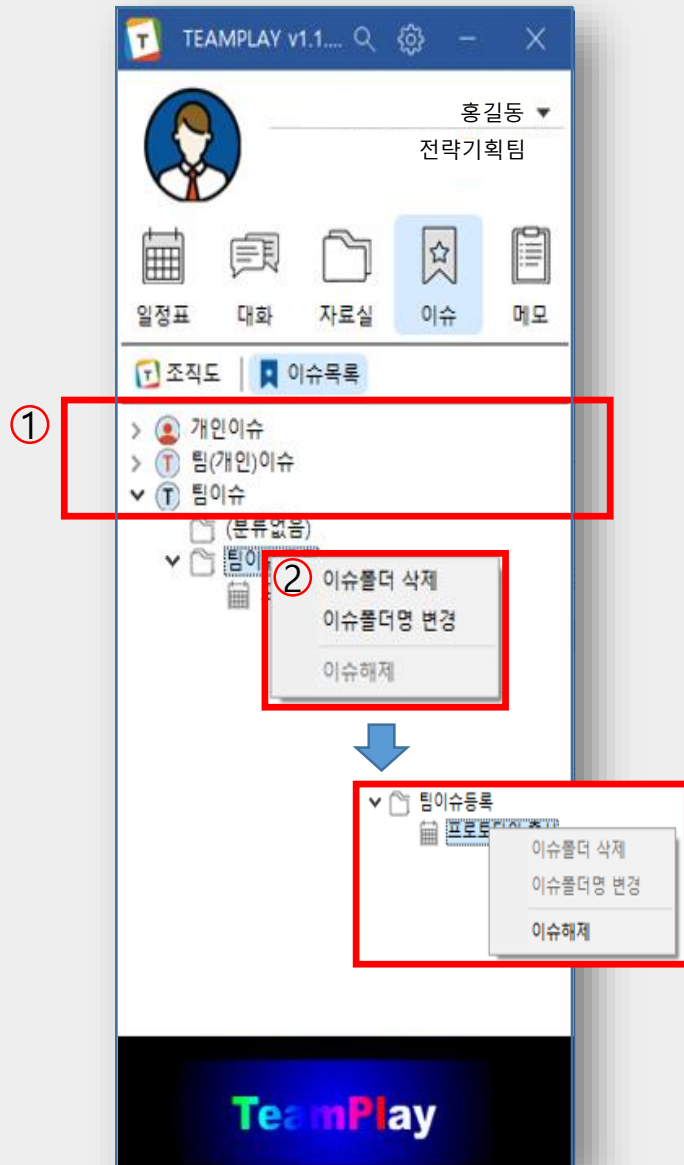 TEAMPLAY v1.1....
홍길동
전략기획팀
일정표 대화 자료실 이슈 메모
조직도 이슈목록
①
개인이슈
팀(개인)이슈
팀이슈
(분류없음)
②
이슈폴더 삭제
이슈폴더명 변경
이슈해제
팀이슈등록
이슈폴더 삭제
이슈폴더명 변경
이슈해제
TeamPlay